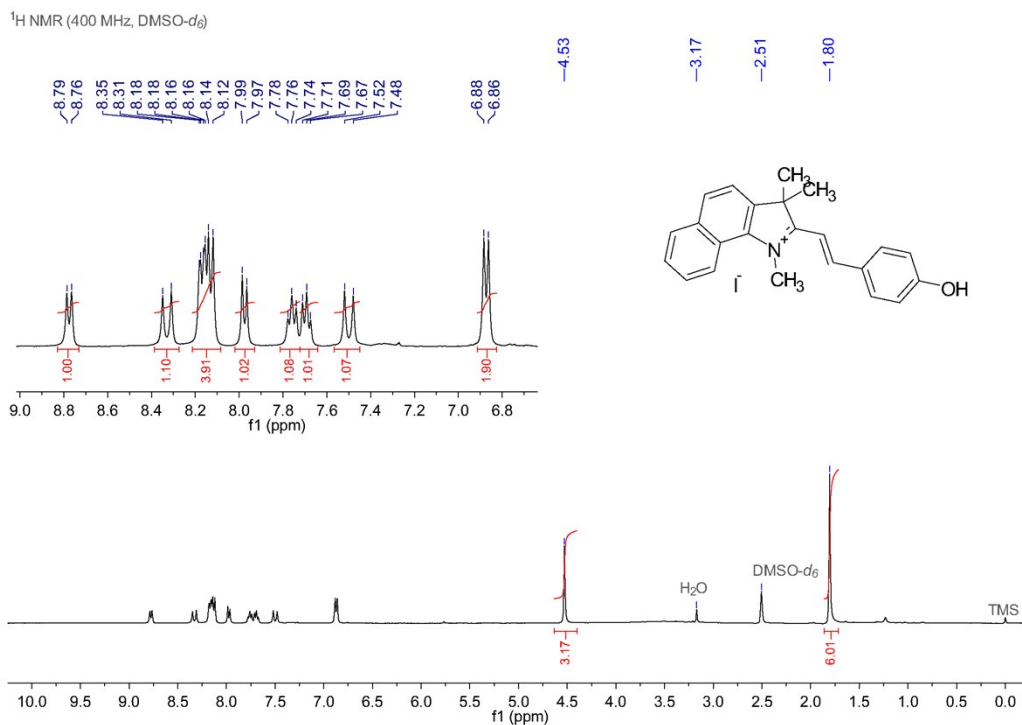 ¹H NMR (400 MHz, DMSO-d₆)
8.79
8.76
8.35
8.31
8.18
8.18
8.16
8.16
8.14
8.12
7.99
7.97
7.78
7.76
7.74
7.71
7.69
7.67
7.52
7.48
6.88
6.86
4.53
3.17
2.51
1.80
CH₃
CH₃
N⁺
CH₃
I⁻
OH
1.00
1.10
3.91
1.02
1.08
1.01
1.07
1.90
9.0 8.8 8.6 8.4 8.2 8.0 7.8 7.6 7.4 7.2 7.0 6.8
f1 (ppm)
H₂O
DMSO-d₆
TMS
3.17
6.01
10.0 9.5 9.0 8.5 8.0 7.5 7.0 6.5 6.0 5.5 5.0 4.5 4.0 3.5 3.0 2.5 2.0 1.5 1.0 0.5 0.0
f1 (ppm)